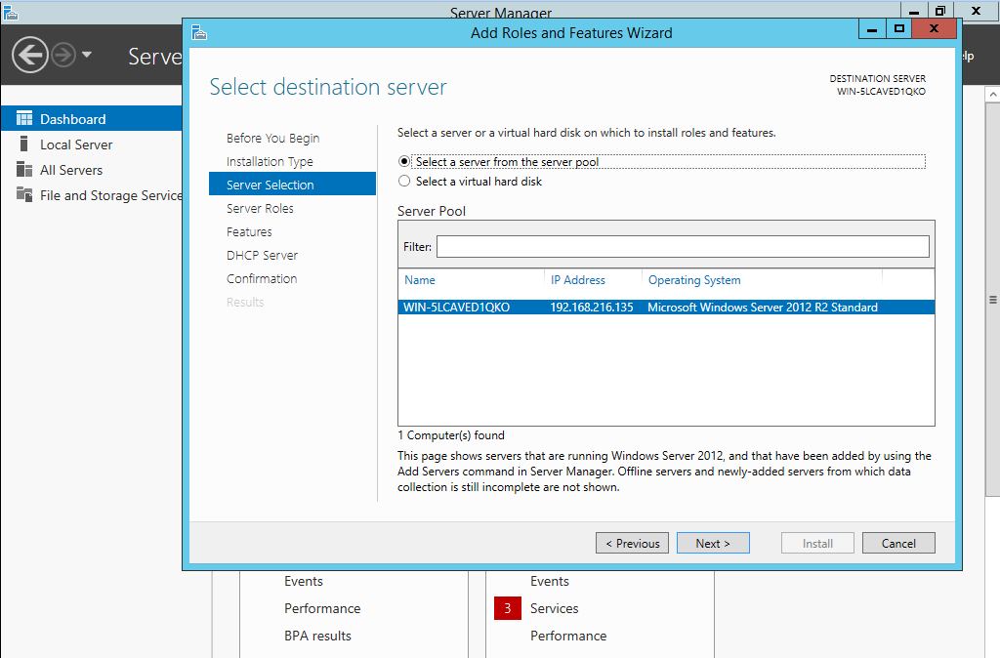 Server Manager
Add Roles and Features Wizard
Serve
lp
Select destination server
DESTINATION SERVER
WIN-5LCAVED1QKO
Dashboard
Local Server
All Servers
File and Storage Service
Before You Begin
Installation Type
Server Selection
Server Roles
Features
DHCP Server
Confirmation
Results
Select a server or a virtual hard disk on which to install roles and features.
Select a server from the server pool
Select a virtual hard disk
Server Pool
Filter:
Name IP Address Operating System
WIN-5LCAVED1QKO 192.168.216.135 Microsoft Windows Server 2012 R2 Standard
1 Computer(s) found
This page shows servers that are running Windows Server 2012, and that have been added by using the
Add Servers command in Server Manager. Offline servers and newly-added servers from which data
collection is still incomplete are not shown.
< Previous Next > Install Cancel
Events
Performance
BPA results
Events
3 Services
Performance